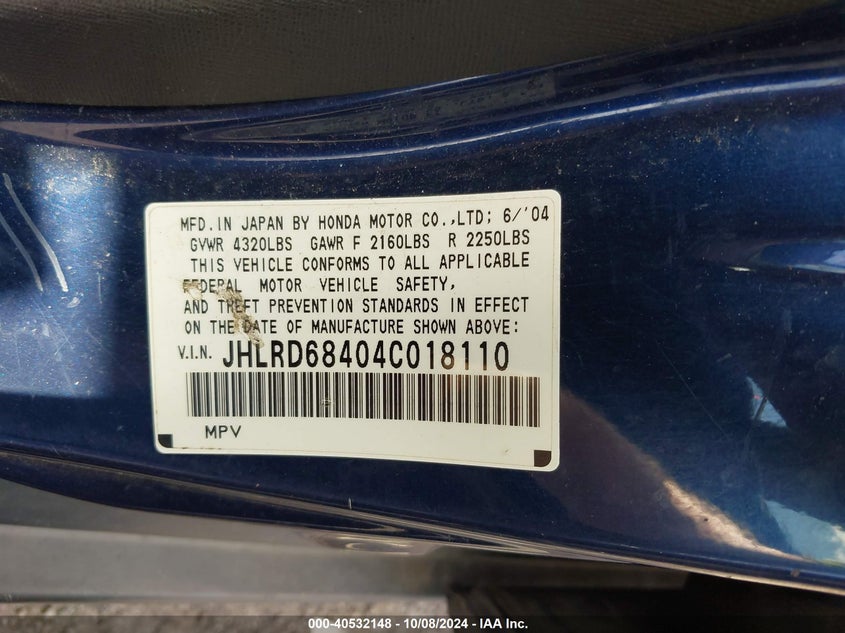 MFD. IN JAPAN BY HONDA MOTOR CO.,LTD; 6/'04
GVWR 4320LBS GAWR F 2160LBS R 2250LBS
THIS VEHICLE CONFORMS TO ALL APPLICABLE
FEDERAL MOTOR VEHICLE SAFETY,
AND THEFT PREVENTION STANDARDS IN EFFECT
ON THE DATE OF MANUFACTURE SHOWN ABOVE:
V.I.N. JHLRD68404C018110
MPV
000-40532148 - 10/08/2024 - IAA Inc.